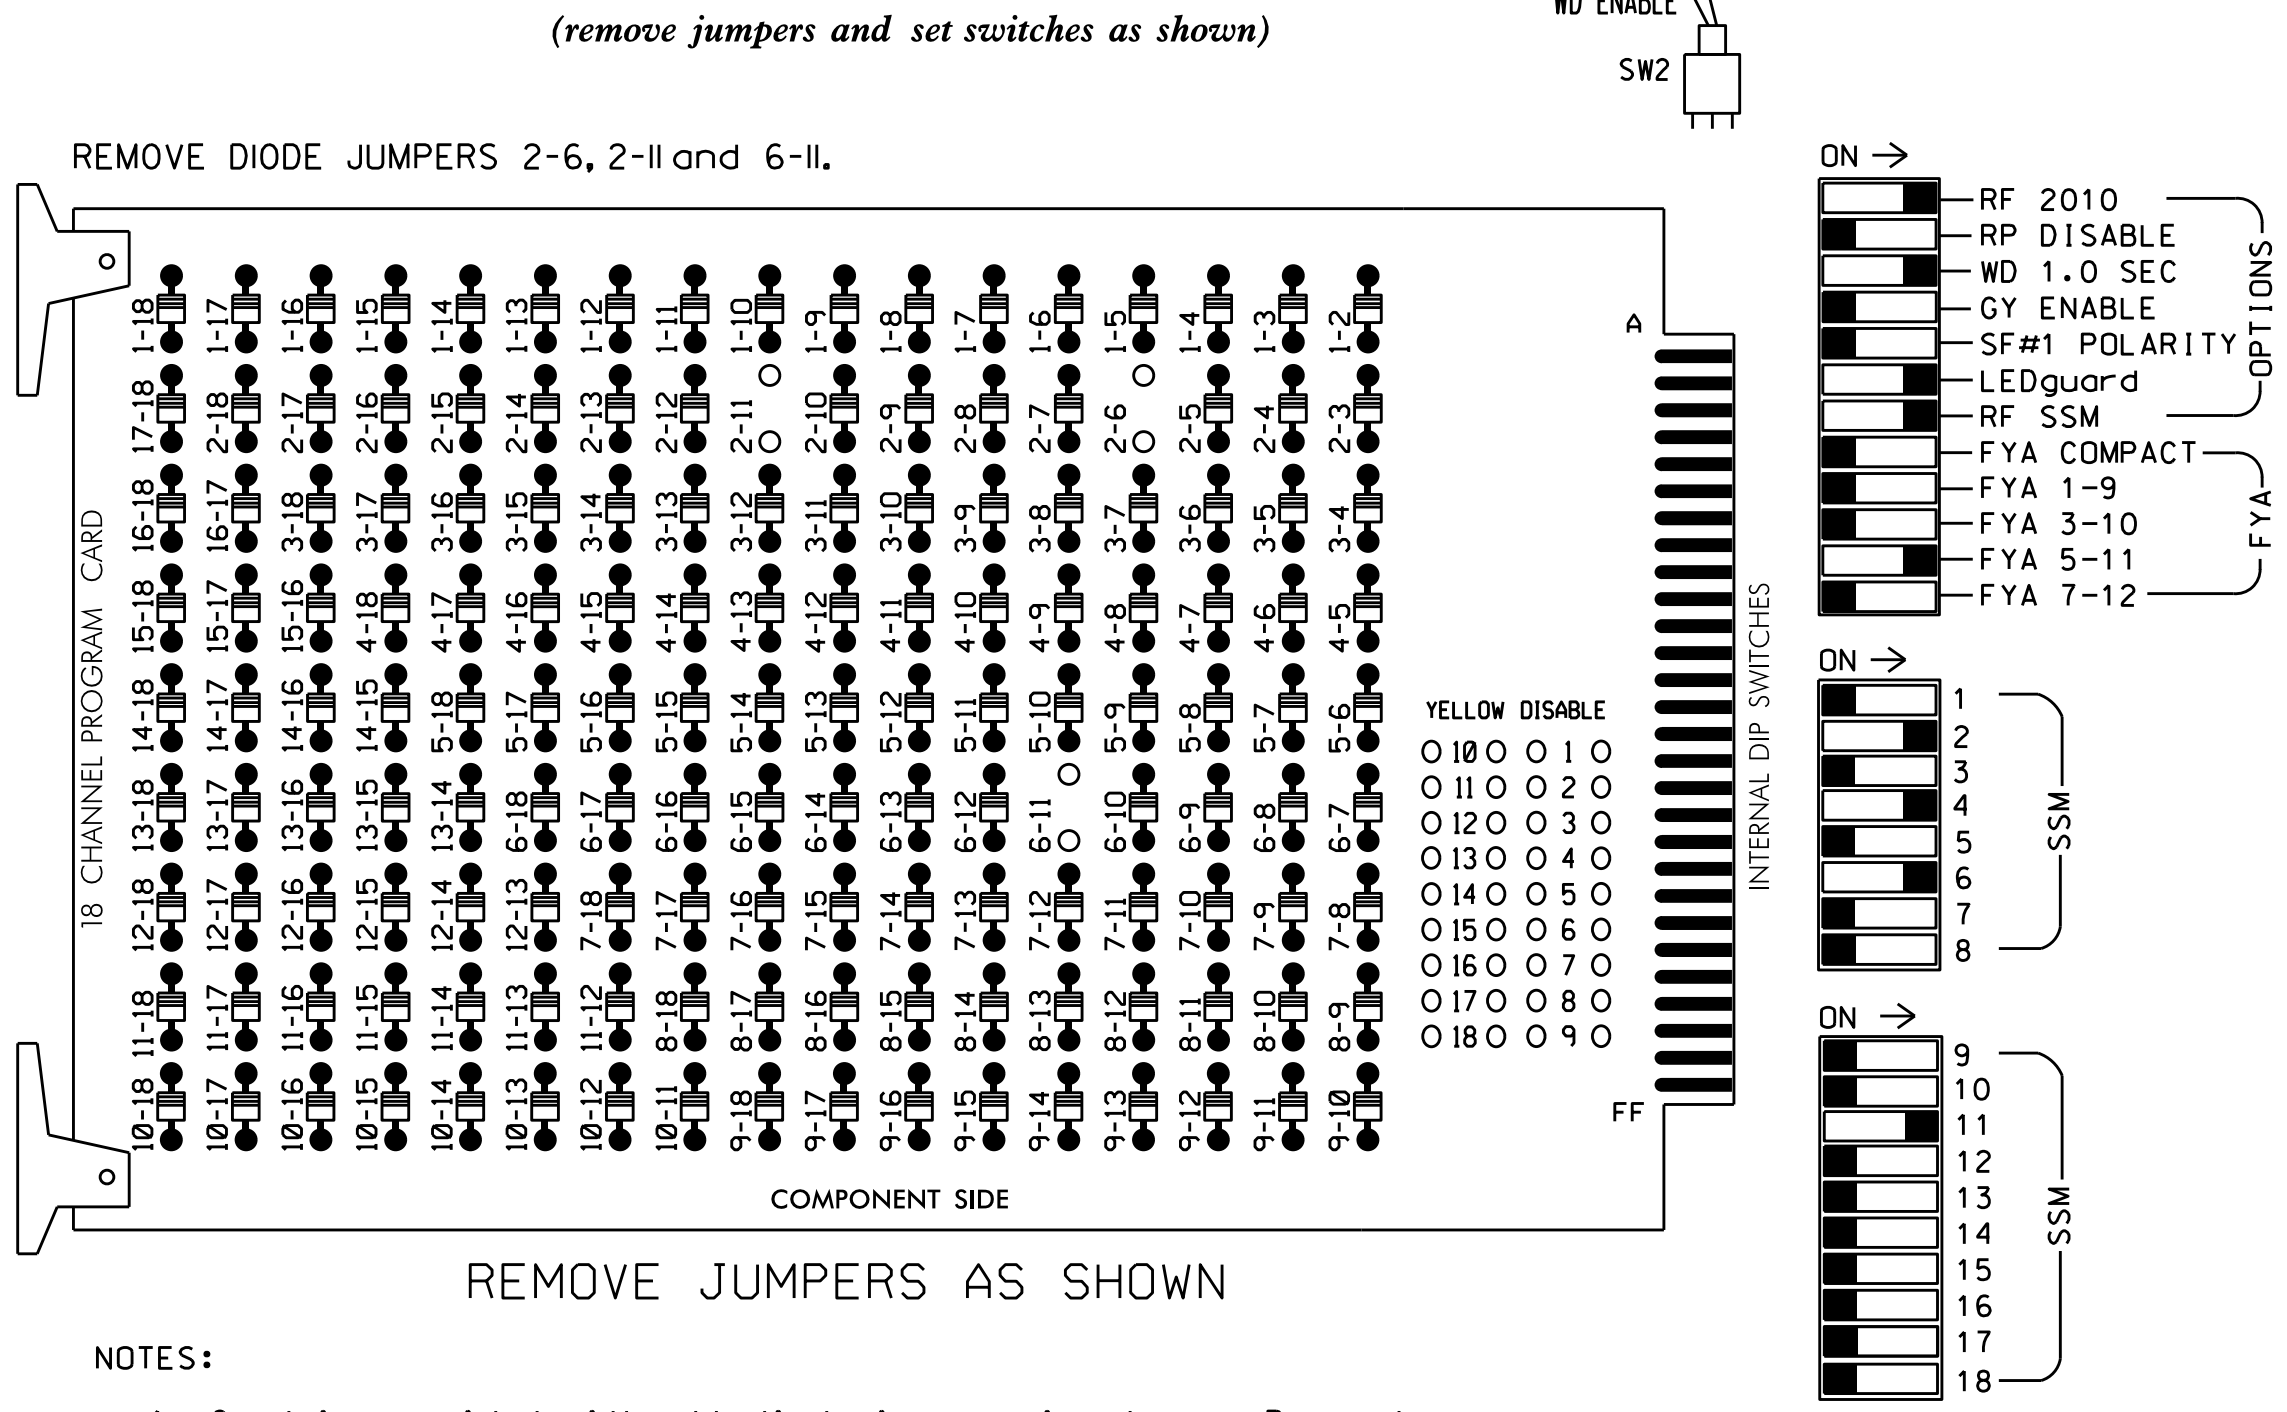 (remove jumpers and set switches as shown)
WD ENABLE
SW2
REMOVE DIODE JUMPERS 2-6, 2-11 and 6-11.
1-18 1-17 1-16 1-15 1-14 1-13 1-12 1-11 1-10 1-9 1-8 1-7 1-6 1-5 1-4 1-3 1-2
17-18 2-18 2-17 2-16 2-15 2-14 2-13 2-12 2-11 2-10 2-9 2-8 2-7 2-6 2-5 2-4 2-3
16-18 16-17 3-18 3-17 3-16 3-15 3-14 3-13 3-12 3-11 3-10 3-9 3-8 3-7 3-6 3-5 3-4
15-18 15-17 15-16 4-18 4-17 4-16 4-15 4-14 4-13 4-12 4-11 4-10 4-9 4-8 4-7 4-6 4-5
14-18 14-17 14-16 14-15 5-18 5-17 5-16 5-15 5-14 5-13 5-12 5-11 5-10 5-9 5-8 5-7 5-6
13-18 13-17 13-16 13-15 13-14 6-18 6-17 6-16 6-15 6-14 6-13 6-12 6-11 6-10 6-9 6-8 6-7
12-18 12-17 12-16 12-15 12-14 12-13 7-18 7-17 7-16 7-15 7-14 7-13 7-12 7-11 7-10 7-9 7-8
11-18 11-17 11-16 11-15 11-14 11-13 11-12 8-18 8-17 8-16 8-15 8-14 8-13 8-12 8-11 8-10 8-9
10-18 10-17 10-16 10-15 10-14 10-13 10-12 10-11 9-18 9-17 9-16 9-15 9-14 9-13 9-12 9-11 9-10
18 CHANNEL PROGRAM CARD
A
FF
YELLOW DISABLE
10 1
11 2
12 3
13 4
14 5
15 6
16 7
17 8
18 9
COMPONENT SIDE
INTERNAL DIP SWITCHES
ON →
RF 2010
RP DISABLE
WD 1.0 SEC
GY ENABLE
SF#1 POLARITY
LEDguard
RF SSM
OPTIONS
FYA COMPACT
FYA 1-9
FYA 3-10
FYA 5-11
FYA 7-12
FYA
ON →
1
2
3
4
5
6
7
8
SSM
ON →
9
10
11
12
13
14
15
16
17
18
SSM
REMOVE JUMPERS AS SHOWN
NOTES: